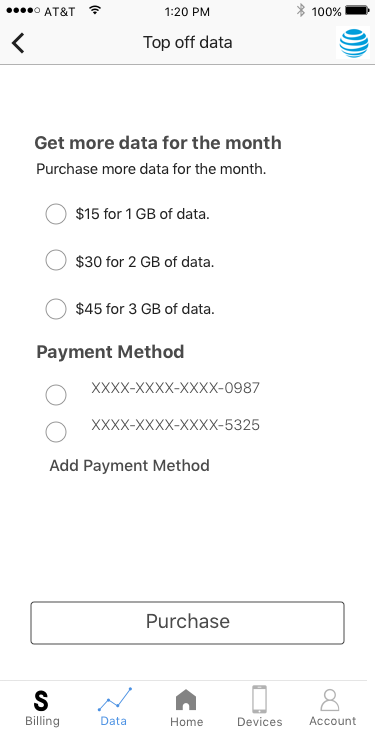 AT&T 1:20 PM 100%
Top off data
Get more data for the month
Purchase more data for the month.
$15 for 1 GB of data.
$30 for 2 GB of data.
$45 for 3 GB of data.
Payment Method
XXXX-XXXX-XXXX-0987
XXXX-XXXX-XXXX-5325
Add Payment Method
Purchase
S
Billing Data Home Devices Account